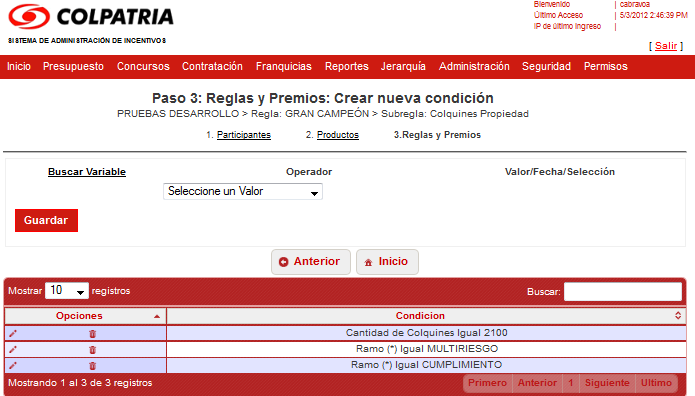 COLPATRIA
SISTEMA DE ADMINISTRACIÓN DE INCENTIVOS
Bienvenido | cabravoa
Último Acceso | 5/3/2012 2:46:39 PM
IP de último Ingreso |
[ Salir ]
Inicio Presupuesto Concursos Contratación Franquicias Reportes Jerarquía Administración Seguridad Permisos
Paso 3: Reglas y Premios: Crear nueva condición
PRUEBAS DESARROLLO > Regla: GRAN CAMPEÓN > Subregla: Colquines Propiedad
1. Participantes 2. Productos 3.Reglas y Premios
Buscar Variable Operador Valor/Fecha/Selección
Seleccione un Valor
Guardar
Anterior Inicio
Mostrar 10 registros Buscar:
Opciones Condicion
Cantidad de Colquines Igual 2100
Ramo (*) Igual MULTIRIESGO
Ramo (*) Igual CUMPLIMIENTO
Mostrando 1 al 3 de 3 registros Primero Anterior 1 Siguiente Ultimo